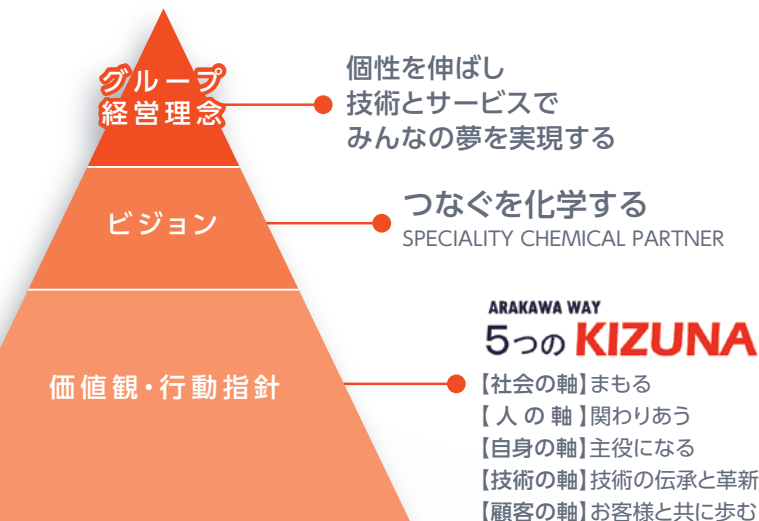 グループ
経営理念
個性を伸ばし
技術とサービスで
みんなの夢を実現する
ビジョン
つなぐを化学する
SPECIALITY CHEMICAL PARTNER
価値観・行動指針
ARAKAWA WAY
5つの KIZUNA
【社会の軸】まもる
【人の軸】関わりあう
【自身の軸】主役になる
【技術の軸】技術の伝承と革新
【顧客の軸】お客様と共に歩む